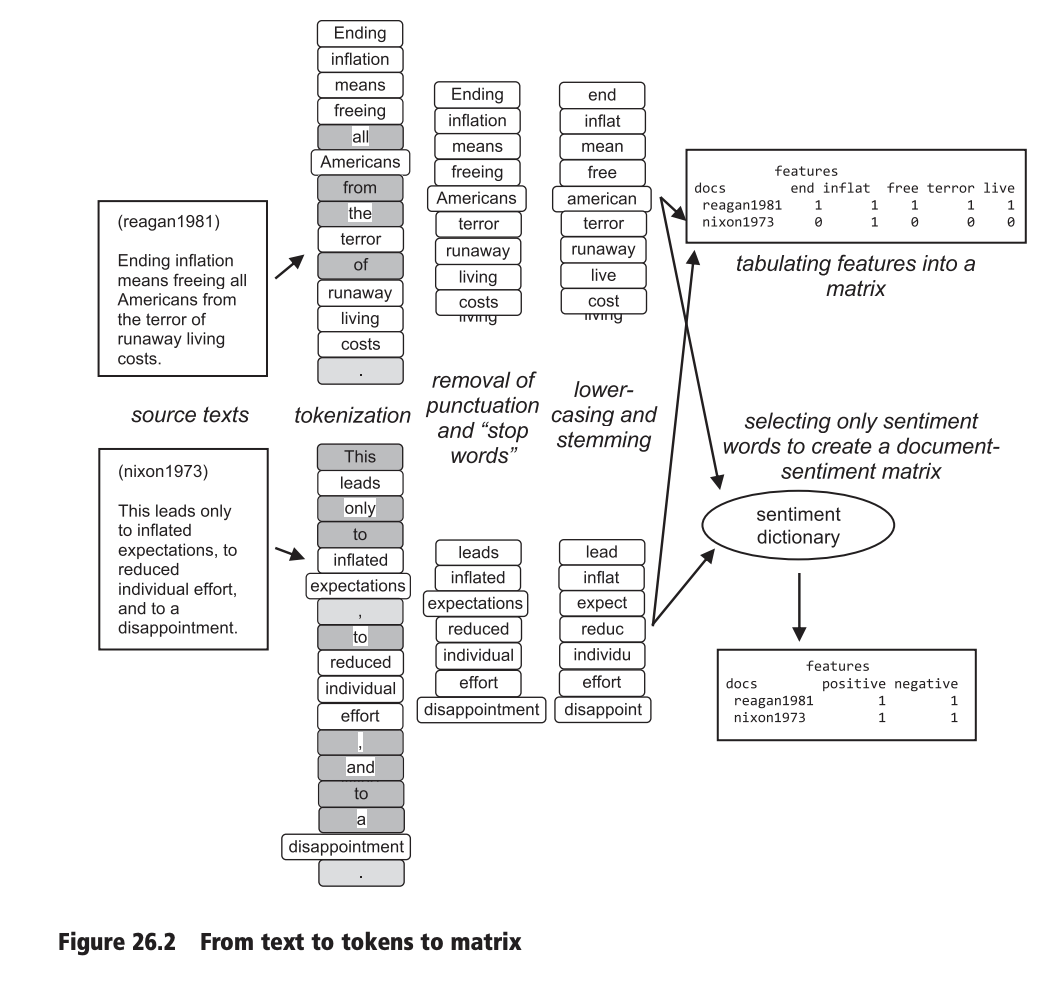 (reagan1981)
Ending inflation
means freeing all
Americans from
the terror of
runaway living
costs.
source texts
(nixon1973)
This leads only
to inflated
expectations, to
reduced
individual effort,
and to a
disappointment.
Ending
inflation
means
freeing
all
Americans
from
the
terror
of
runaway
living
costs
.
tokenization
This
leads
only
to
inflated
expectations
,
to
reduced
individual
effort
,
and
to
a
disappointment
.
Ending
inflation
means
freeing
Americans
terror
runaway
living
costs
living
removal of
punctuation
and “stop
words”
leads
inflated
expectations
reduced
individual
effort
disappointment
end
inflat
mean
free
american
terror
runaway
live
cost
living
lower-
casing and
stemming
lead
inflat
expect
reduc
individu
effort
disappoint
features
docs end inflat free terror live
reagan1981 1 1 1 1 1
nixon1973 0 1 0 0 0
tabulating features into a
matrix
selecting only sentiment
words to create a document-
sentiment matrix
sentiment
dictionary
features
docs positive negative
reagan1981 1 1
nixon1973 1 1
Figure 26.2 From text to tokens to matrix